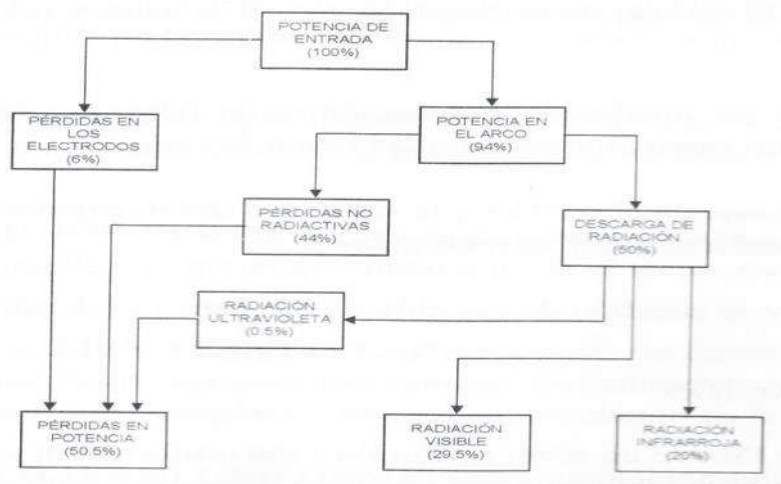 POTENCIA DE
ENTRADA
(100%)
PÉRDIDAS EN
LOS
ELECTRODOS
(6%)
POTENCIA EN
EL ARCO
(94%)
PÉRDIDAS NO
RADIACTIVAS
(44%)
DESCARGA DE
RADIACIÓN
(50%)
RADIACIÓN
ULTRAVIOLETA
(0.5%)
PÉRDIDAS EN
POTENCIA
(50.5%)
RADIACIÓN
VISIBLE
(29.5%)
RADIACIÓN
INFRARROJA
(20%)